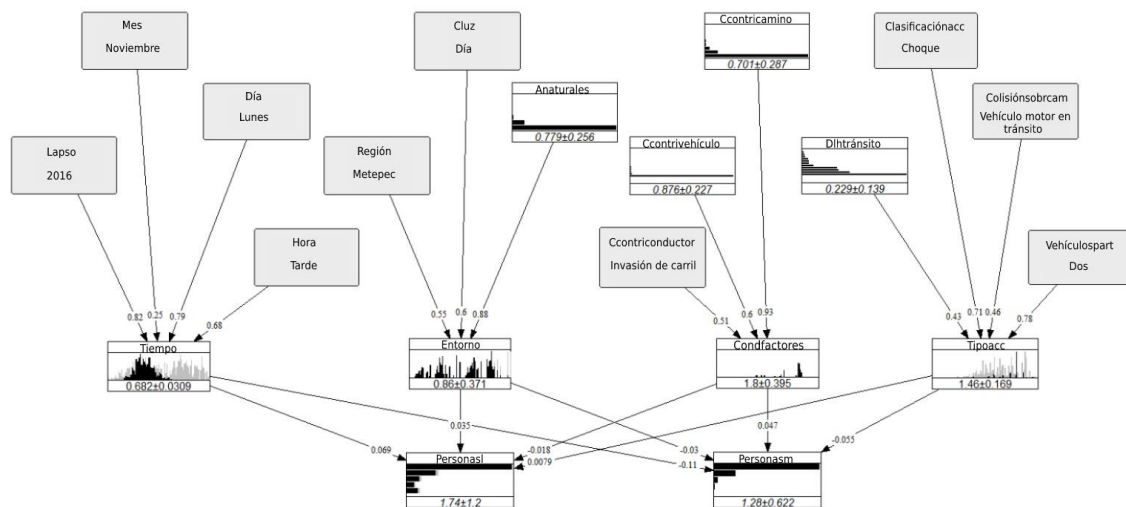 Mes
Noviembre
Cluz
Día
Ccontricamino
0.701±0.287
Clasificaciónacc
Choque
Día
Lunes
Anaturales
0.779±0.256
Colisiónsobrcam
Vehículo motor en
tránsito
Lapso
2016
Región
Metepec
Ccontrivehículo
0.876±0.227
Dlhtránsito
0.229±0.139
Hora
Tarde
Ccontriconductor
Invasión de carril
Vehículospart
Dos
0.82
0.25
0.79
0.68
0.55
0.6
0.88
0.51
0.6
0.93
0.43
0.71
0.46
0.78
Tiempo
0.682±0.0309
Entorno
0.86±0.371
Condfactores
1.8±0.395
Tipoacc
1.46±0.169
0.069
0.035
-0.018
0.0079
0.047
-0.03
-0.11
-0.055
Personasl
1.74±1.2
Personasm
1.28±0.622